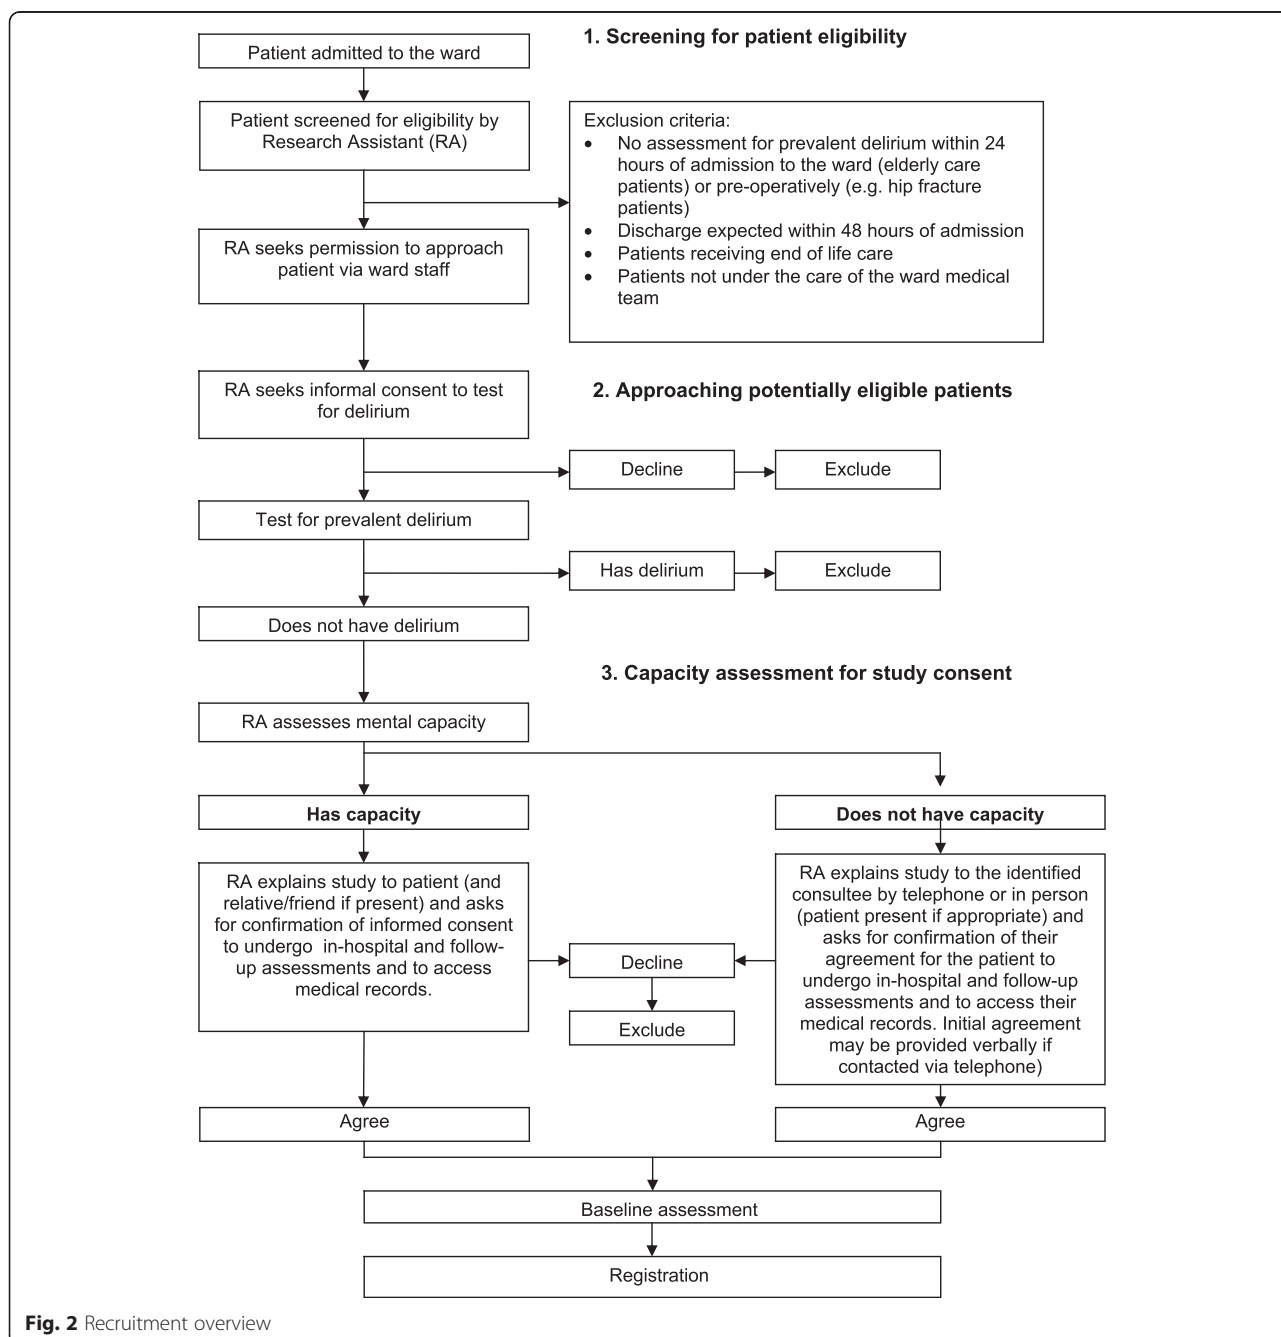 1. Screening for patient eligibility
Patient admitted to the ward
Patient screened for eligibility by
Research Assistant (RA)
Exclusion criteria:
• No assessment for prevalent delirium within 24
hours of admission to the ward (elderly care
patients) or pre-operatively (e.g. hip fracture
patients)
• Discharge expected within 48 hours of admission
• Patients receiving end of life care
• Patients not under the care of the ward medical
team
RA seeks permission to approach
patient via ward staff
2. Approaching potentially eligible patients
RA seeks informal consent to test
for delirium
Decline
Exclude
Test for prevalent delirium
Has delirium
Exclude
Does not have delirium
3. Capacity assessment for study consent
RA assesses mental capacity
Has capacity
Does not have capacity
RA explains study to patient (and
relative/friend if present) and asks
for confirmation of informed consent
to undergo in-hospital and follow-
up assessments and to access
medical records.
Decline
Exclude
RA explains study to the identified
consultee by telephone or in person
(patient present if appropriate) and
asks for confirmation of their
agreement for the patient to
undergo in-hospital and follow-up
assessments and to access their
medical records. Initial agreement
may be provided verbally if
contacted via telephone)
Agree
Agree
Baseline assessment
Registration
Fig. 2 Recruitment overview